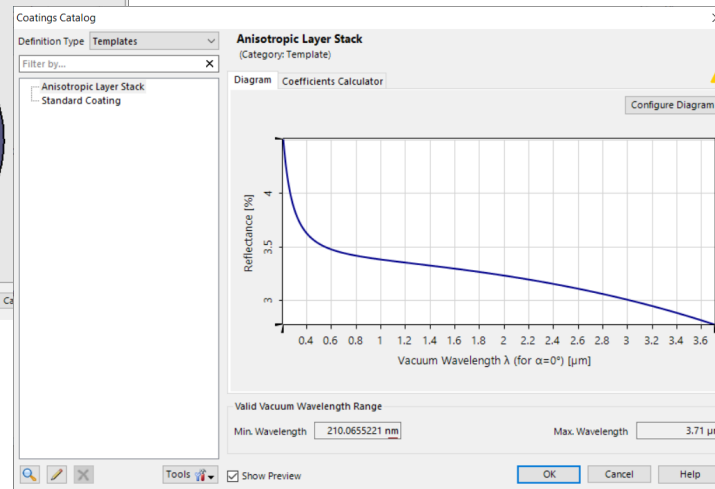 Coatings Catalog
Definition Type Templates
Filter by...
Anisotropic Layer Stack
Standard Coating
Anisotropic Layer Stack
(Category: Template)
Diagram Coefficients Calculator
Configure Diagram
4
3.5
3
Reflectance [%]
0.4 0.6 0.8 1 1.2 1.4 1.6 1.8 2 2.2 2.4 2.6 2.8 3 3.2 3.4 3.6
Vacuum Wavelength λ (for α=0°) [µm]
Valid Vacuum Wavelength Range
Min. Wavelength 210.0655221 nm Max. Wavelength 3.71 µm
Tools Show Preview OK Cancel Help